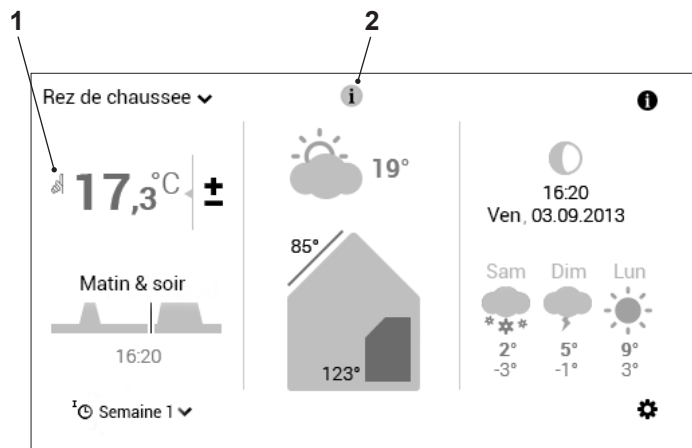 1
2
Rez de chaussee
i
i
17,3°C
±
19°
16:20
Ven, 03.09.2013
85°
Matin & soir
Sam Dim Lun
16:20
2° 5° 9°
-3° -1° 3°
123°
I Semaine 1